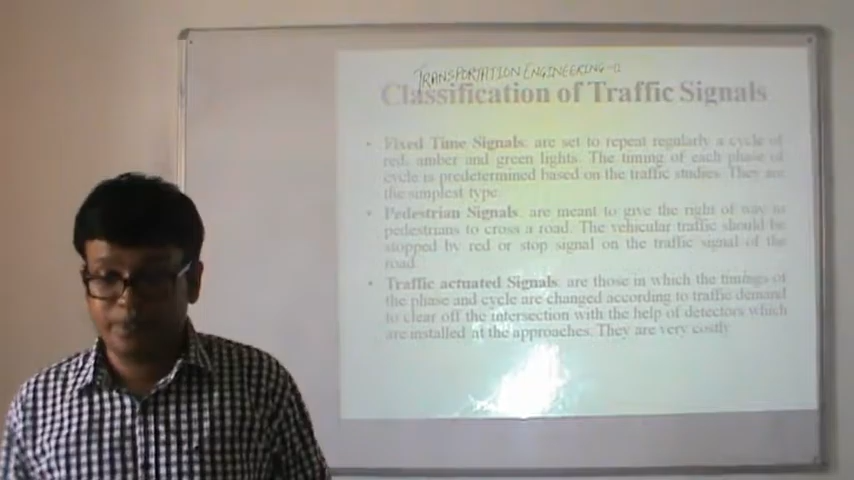 TRANSPORTATION ENGINEERING-II
Classification of Traffic Signals
• Fixed Time Signals: are set to repeat regularly a cycle of
red, amber and green lights. The timing of each phase of
cycle is predetermined based on the traffic studies. They are
the simplest type.
• Pedestrian Signals: are meant to give the right of way to
pedestrians to cross a road. The vehicular traffic should be
stopped by red or stop signal on the traffic signal of the
road.
• Traffic actuated Signals: are those in which the timings of
the phase and cycle are changed according to traffic demand
to clear off the intersection with the help of detectors which
are installed at the approaches. They are very costly